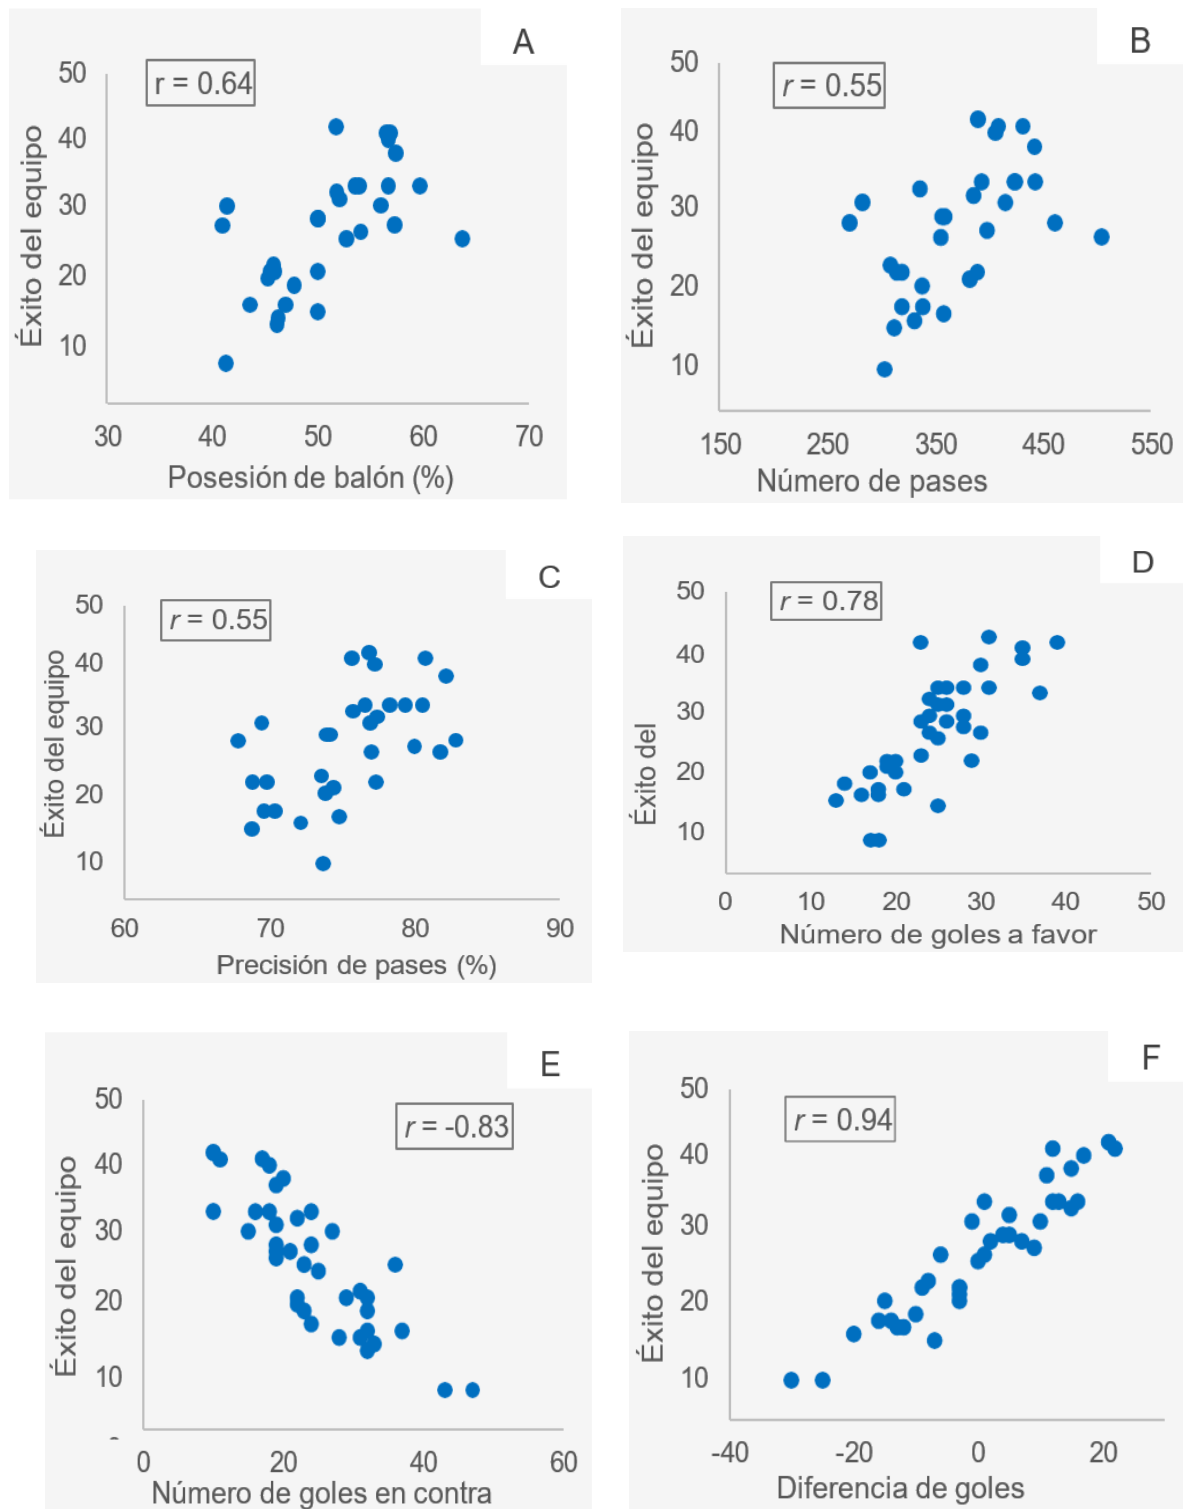 A
r = 0.64
50
40
30
20
10
Éxito del equipo
30 40 50 60 70
Posesión de balón (%)
B
r = 0.55
50
40
30
20
10
Éxito del equipo
150 250 350 450 550
Número de pases
C
r = 0.55
50
40
30
20
10
Éxito del equipo
60 70 80 90
Precisión de pases (%)
D
r = 0.78
50
40
30
20
10
Éxito del
0 10 20 30 40 50
Número de goles a favor
E
r = -0.83
50
40
30
20
10
Éxito del equipo
0 20 40 60
Número de goles en contra
F
r = 0.94
50
40
30
20
10
Éxito del equipo
-40 -20 0 20
Diferencia de goles